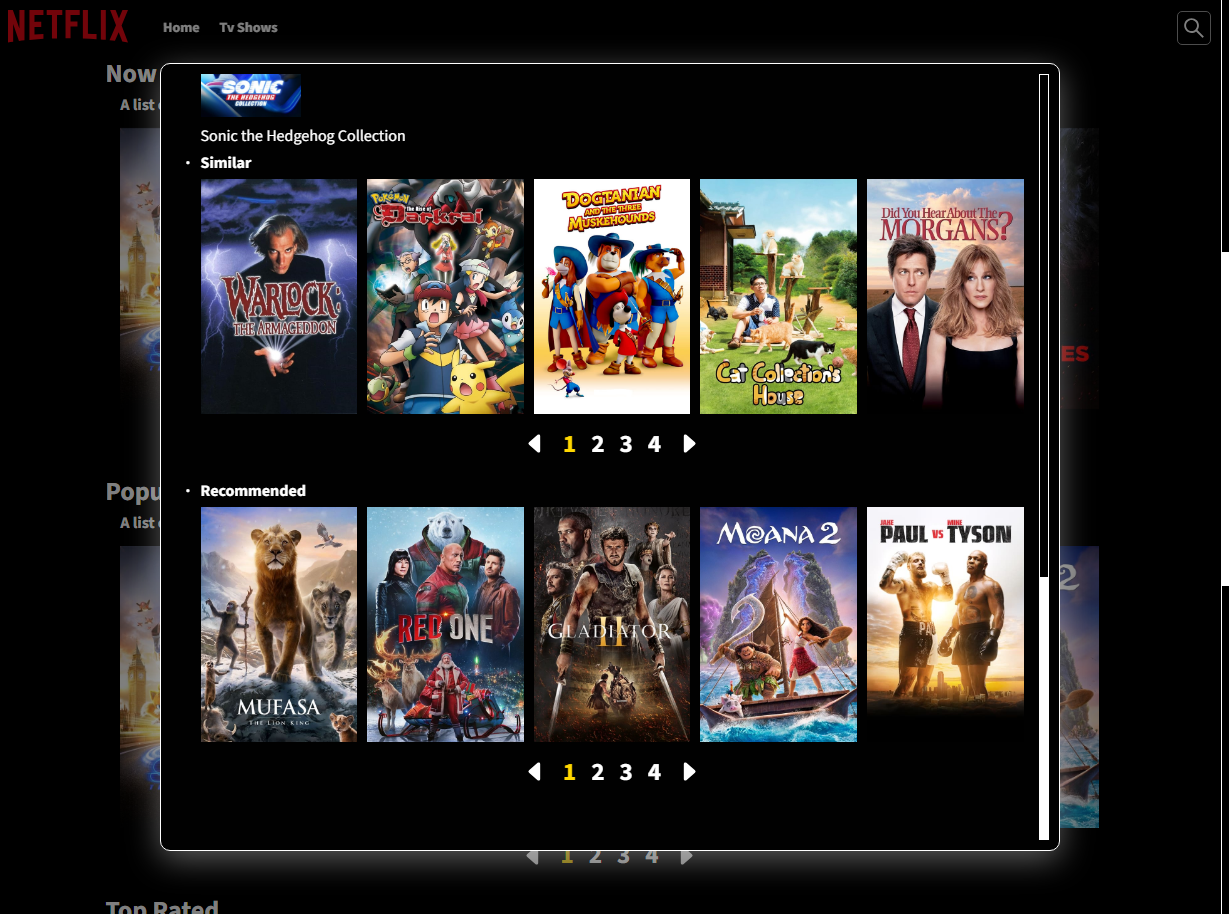 NETFLIX
Home
Tv Shows
Now
A list
SONIC
THE HEDGEHOG
COLLECTION
Sonic the Hedgehog Collection
• Similar
WARLOCK:
THE ARMAGEDDON
POKÉMON
The Rise of
Darkrai
DOGTANIAN
AND THE THREE
MUSKEHOUNDS
Cat Collection's
House
Did You Hear About The
MORGANS?
ES
1 2 3 4
Popu
A list
• Recommended
MUFASA
THE LION KING
RED ONE
GLADIATOR
II
MOANA 2
JAKE MIKE
PAUL VS TYSON
PAUL
2
1 2 3 4
1 2 3 4
Top Rated